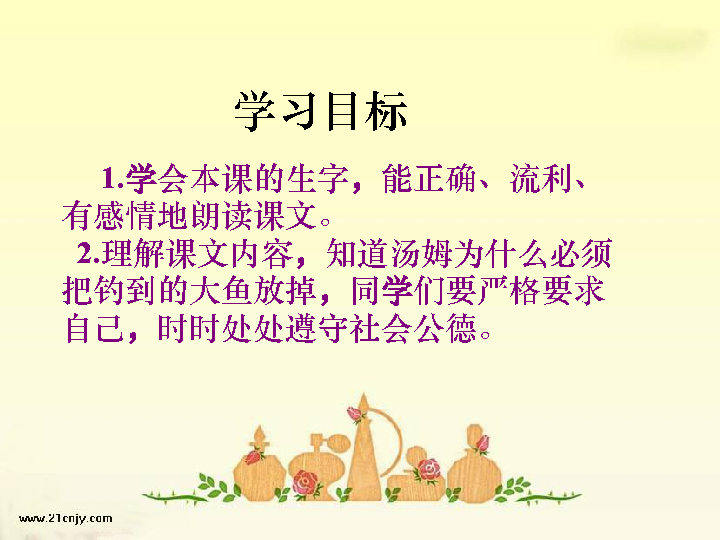 学习目标
1.学会本课的生字，能正确、流利、
有感情地朗读课文。
2.理解课文内容，知道汤姆为什么必须
把钓到的大鱼放掉，同学们要严格要求
自己，时时处处遵守社会公德。
www.21cnjy.com